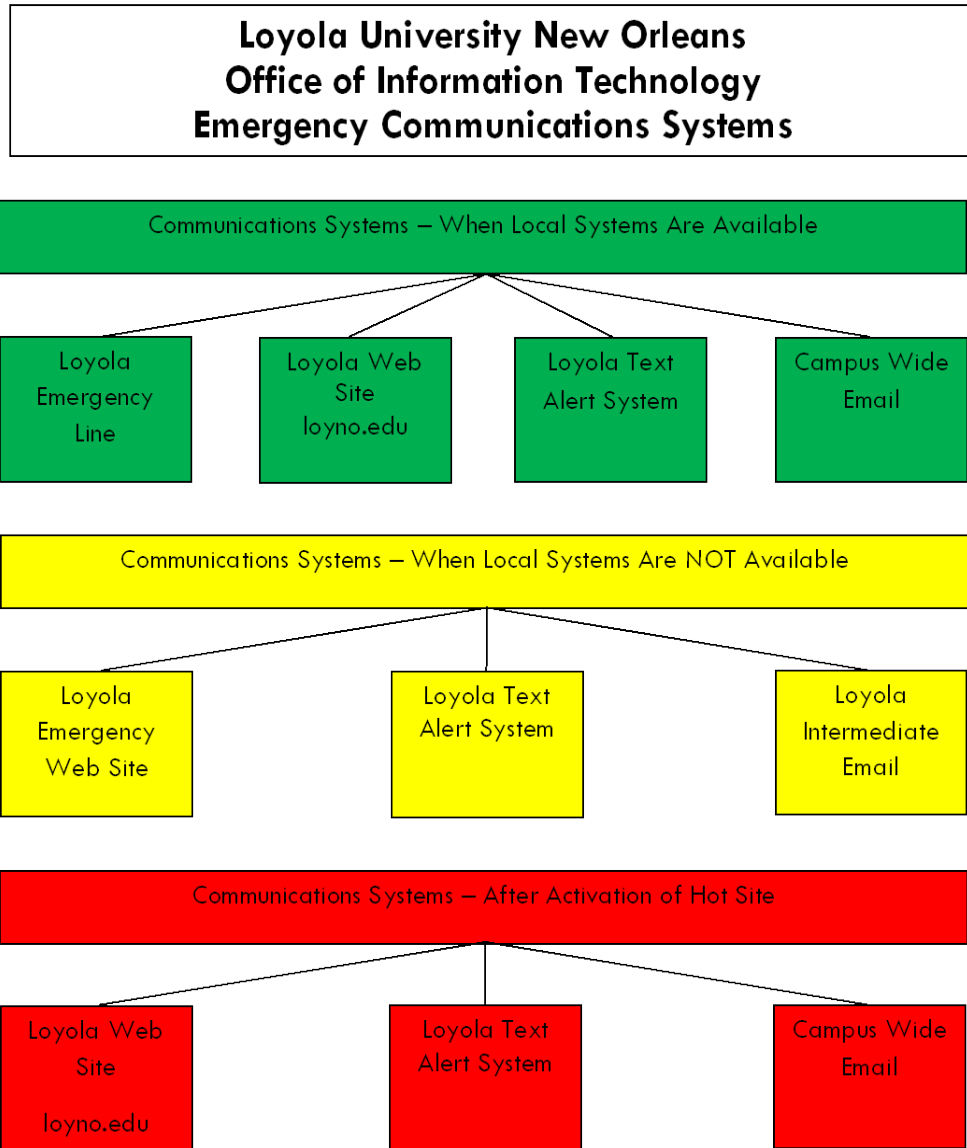 Loyola University New Orleans
Office of Information Technology
Emergency Communications Systems
Communications Systems – When Local Systems Are Available
Loyola
Emergency
Line
Loyola Web
Site
loyno.edu
Loyola Text
Alert System
Campus Wide
Email
Communications Systems – When Local Systems Are NOT Available
Loyola
Emergency
Web Site
Loyola Text
Alert System
Loyola
Intermediate
Email
Communications Systems – After Activation of Hot Site
Loyola Web
Site
loyno.edu
Loyola Text
Alert System
Campus Wide
Email